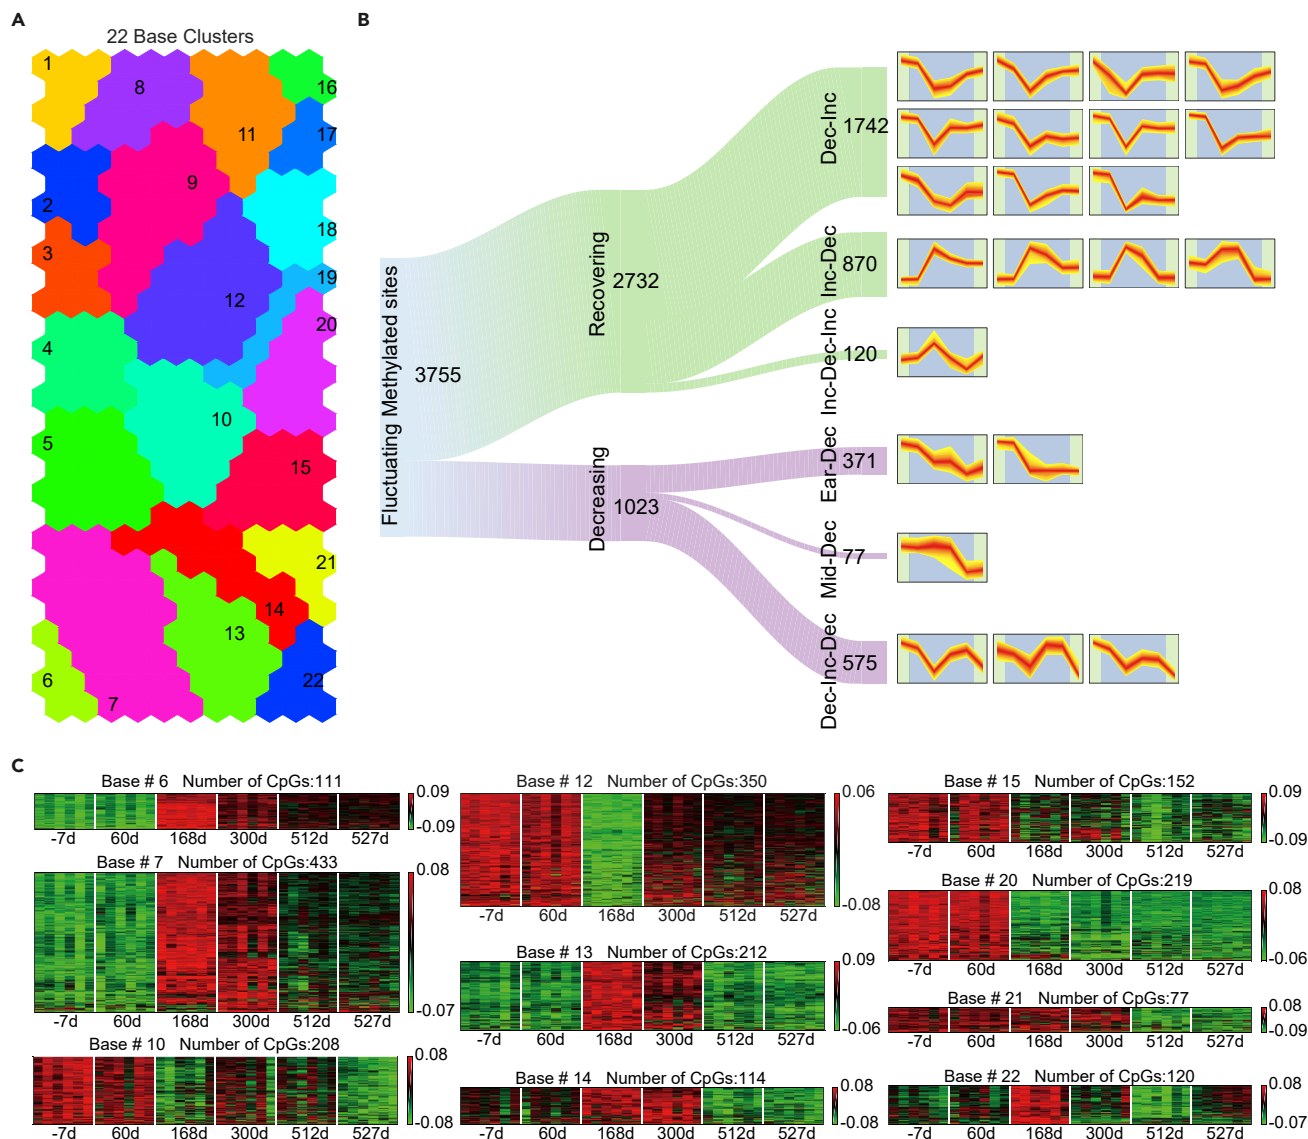 A
22 Base Clusters
1
8
16
11
17
9
2
18
3
19
12
20
4
10
5
15
21
14
13
6
22
7
B
Fluctuating Methylated sites
3755
Recovering
2732
Decreasing
1023
Dec-Inc
1742
Inc-Dec
870
Inc-Dec-Inc
120
Ear-Dec
371
Mid-Dec
77
Dec-Inc-Dec
575
C
Base # 6 Number of CpGs:111
0.09
-0.09
-7d 60d 168d 300d 512d 527d
Base # 7 Number of CpGs:433
0.08
-0.07
-7d 60d 168d 300d 512d 527d
Base # 10 Number of CpGs:208
0.08
-0.08
-7d 60d 168d 300d 512d 527d
Base # 12 Number of CpGs:350
0.06
-0.08
-7d 60d 168d 300d 512d 527d
Base # 13 Number of CpGs:212
0.09
-0.06
-7d 60d 168d 300d 512d 527d
Base # 14 Number of CpGs:114
0.08
-0.08
-7d 60d 168d 300d 512d 527d
Base # 15 Number of CpGs:152
0.09
-0.09
-7d 60d 168d 300d 512d 527d
Base # 20 Number of CpGs:219
0.08
-0.06
-7d 60d 168d 300d 512d 527d
Base # 21 Number of CpGs:77
0.08
-0.09
-7d 60d 168d 300d 512d 527d
Base # 22 Number of CpGs:120
0.08
-0.07
-7d 60d 168d 300d 512d 527d